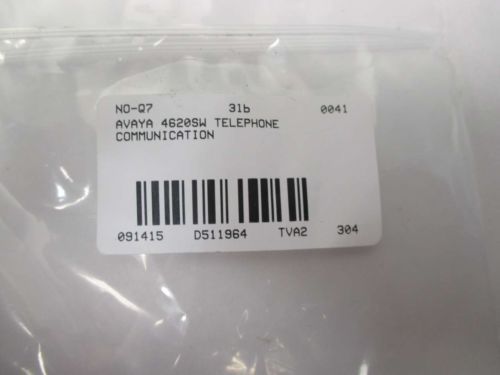 NO-Q7 31b 0041
AVAYA 4620SW TELEPHONE
COMMUNICATION
091415 D511964 TVA2 304